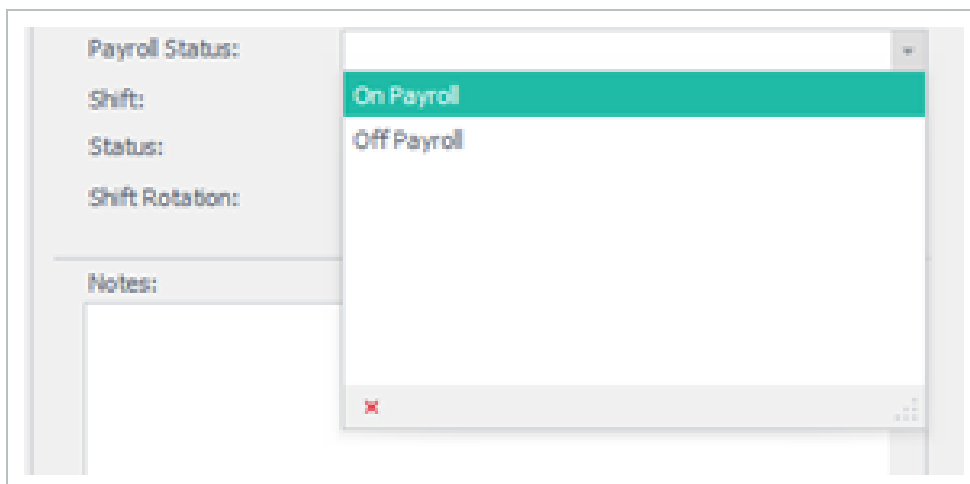 Payroll Status:
On Payroll
Shift:
Off Payroll
Status:
Shift Rotation:
Notes: